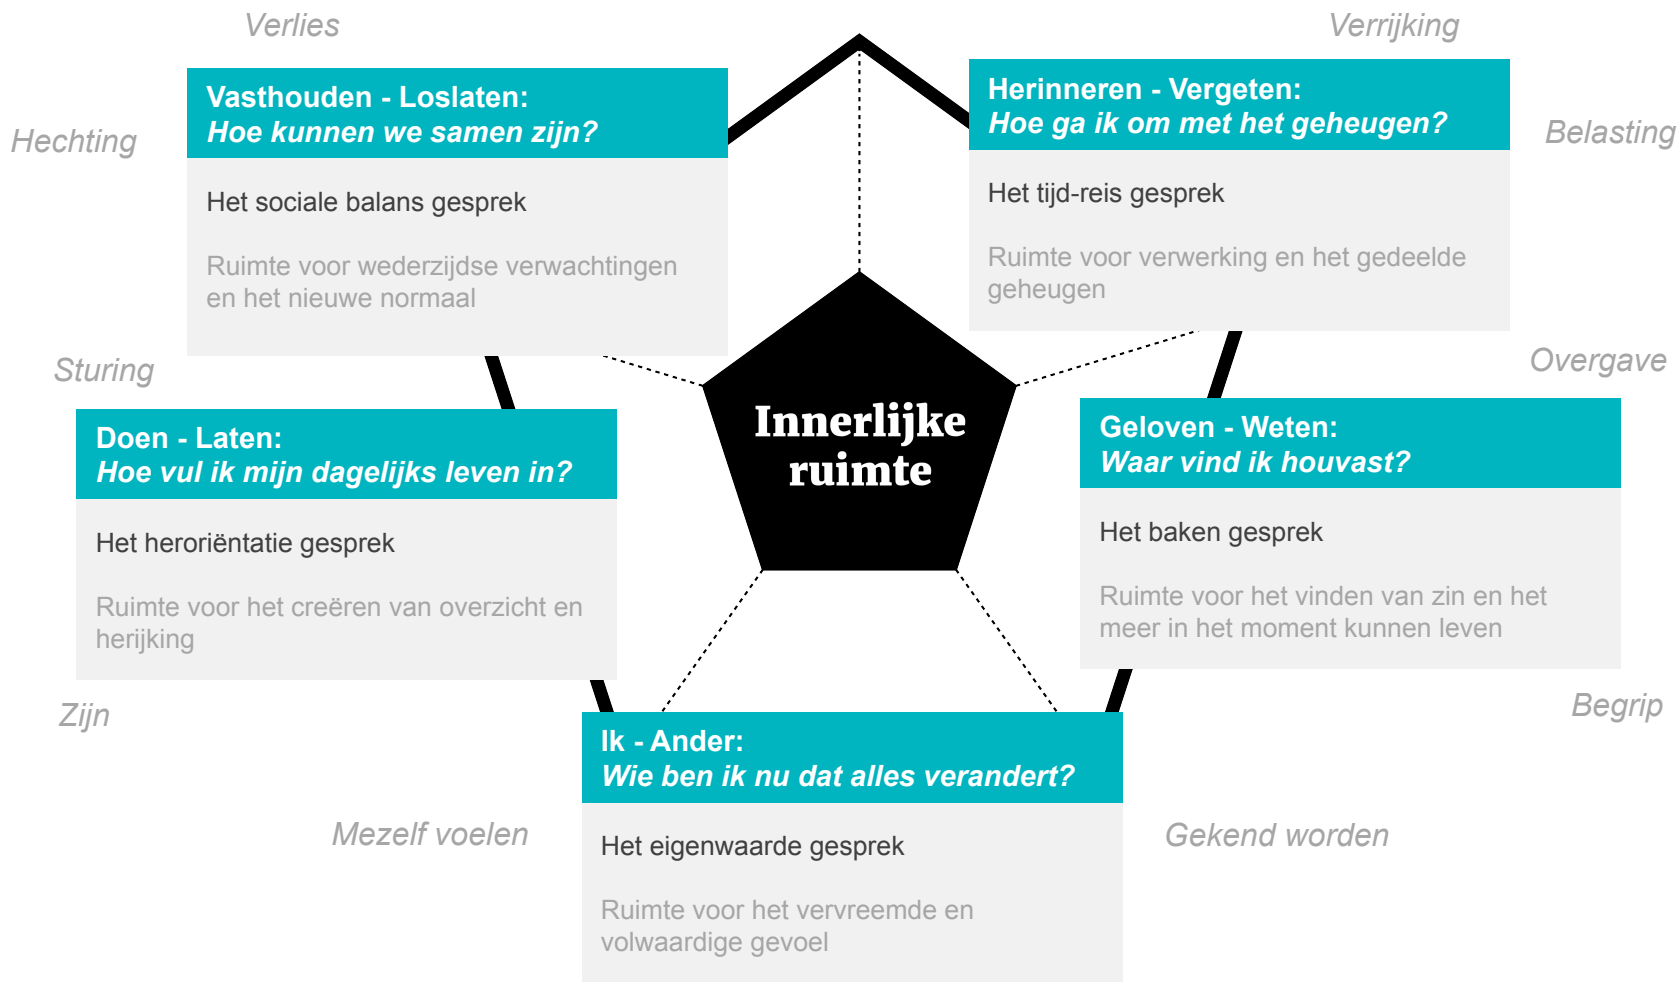 Verlies
Verrijking
Hechting
Vasthouden - Loslaten:
Hoe kunnen we samen zijn?
Het sociale balans gesprek
Ruimte voor wederzijdse verwachtingen
en het nieuwe normaal
Herinneren - Vergeten:
Hoe ga ik om met het geheugen?
Het tijd-reis gesprek
Ruimte voor verwerking en het gedeelde
geheugen
Belasting
Sturing
Overgave
Innerlijke
ruimte
Doen - Laten:
Hoe vul ik mijn dagelijks leven in?
Het heroriëntatie gesprek
Ruimte voor het creëren van overzicht en
herijking
Geloven - Weten:
Waar vind ik houvast?
Het baken gesprek
Ruimte voor het vinden van zin en het
meer in het moment kunnen leven
Zijn
Begrip
Ik - Ander:
Wie ben ik nu dat alles verandert?
Het eigenwaarde gesprek
Ruimte voor het vervreemde en
volwaardige gevoel
Mezelf voelen
Gekend worden